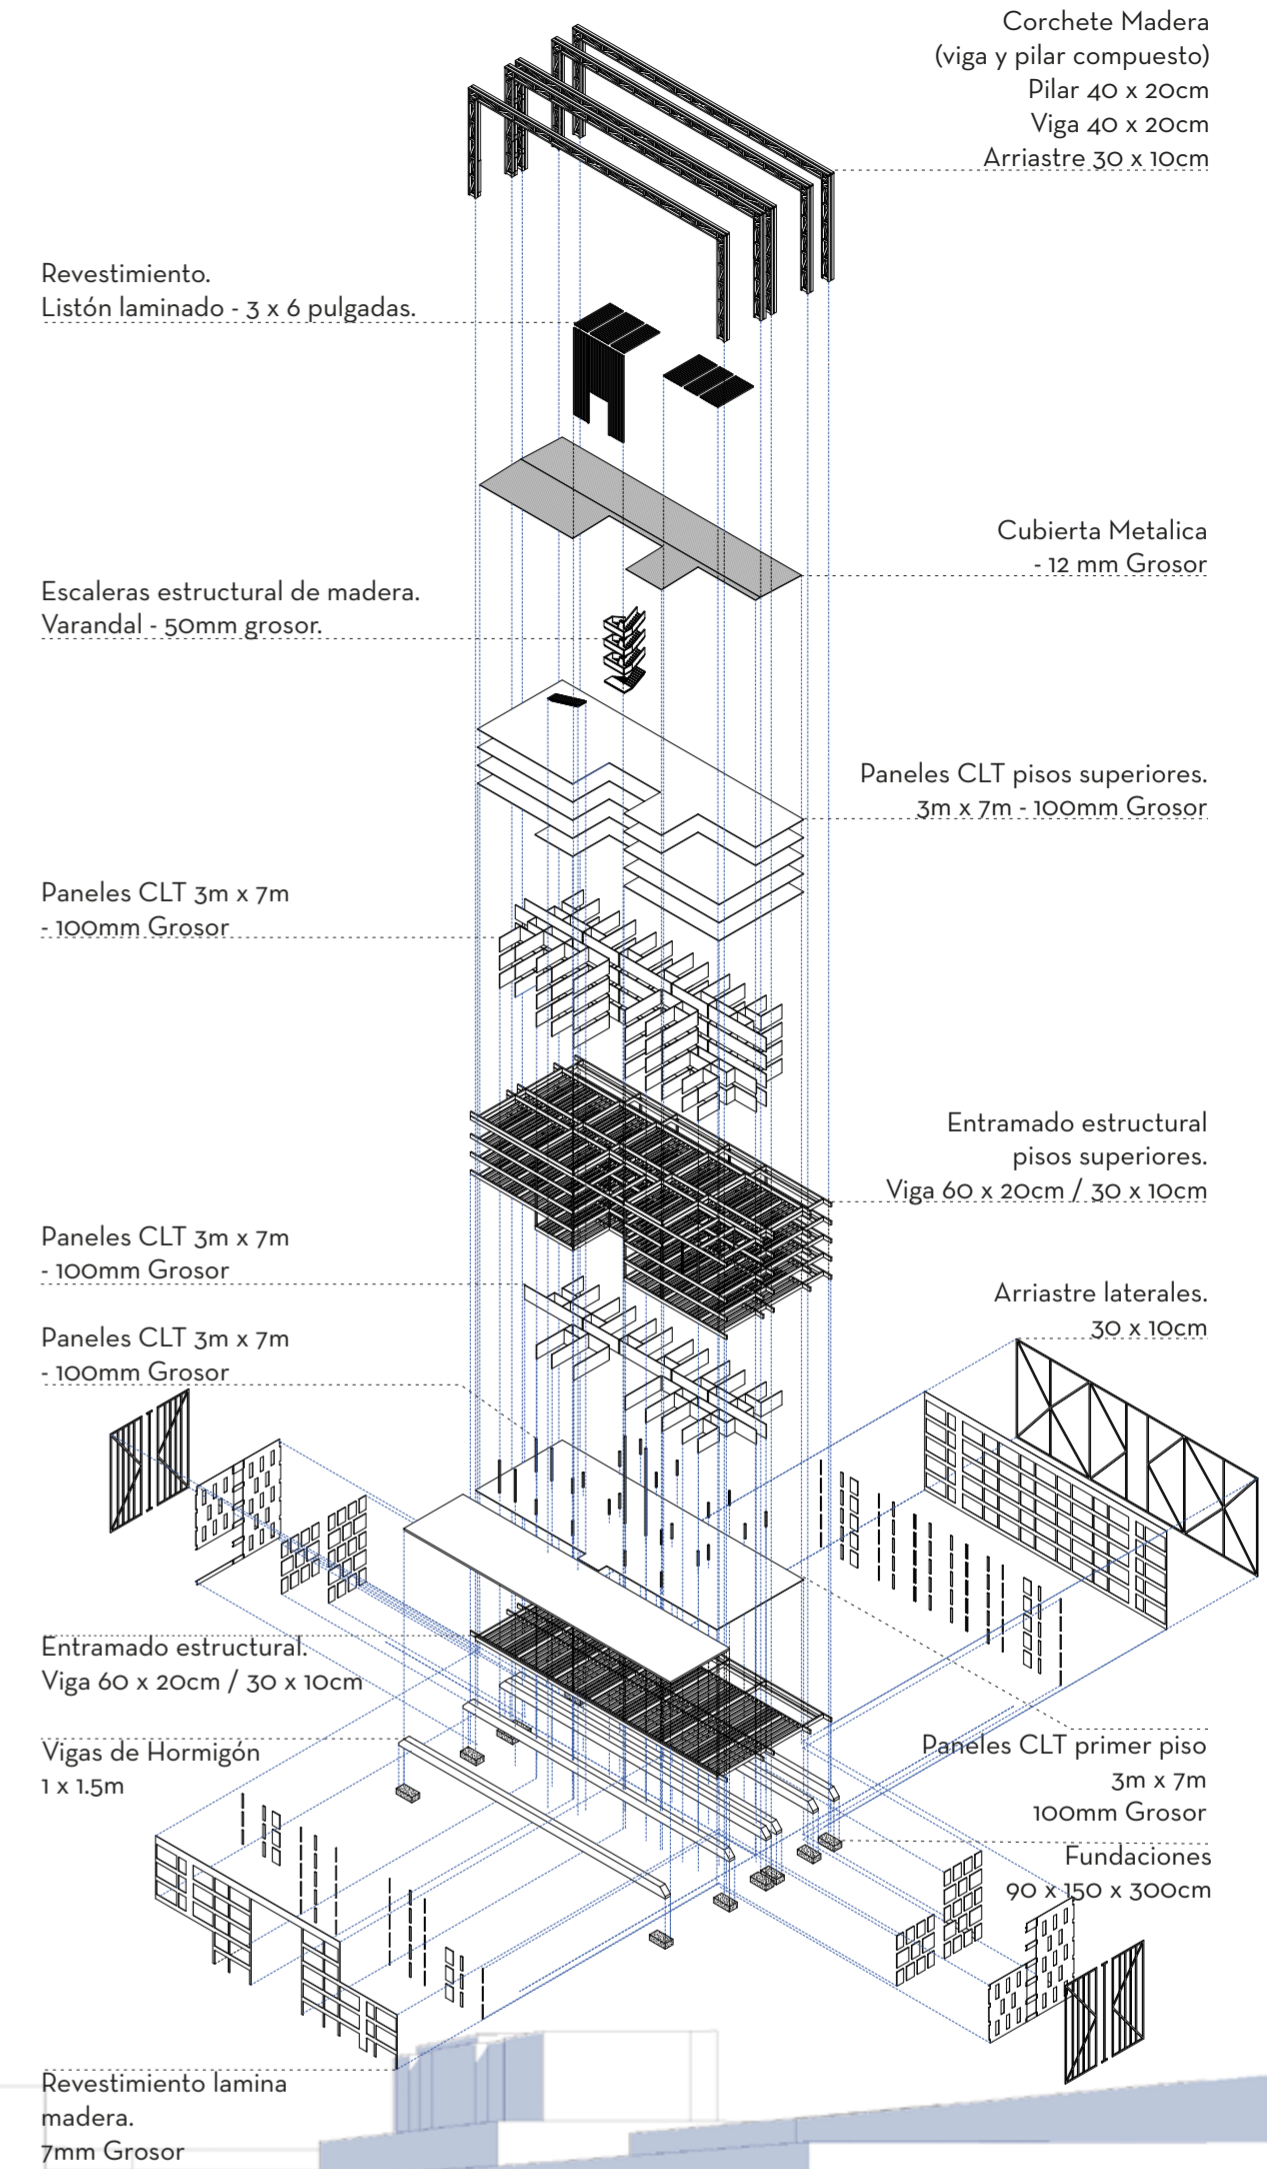 Corchete Madera
(viga y pilar compuesto)
Pilar 40 x 20cm
Viga 40 x 20cm
Arriastre 30 x 10cm
Revestimiento.
Listón laminado - 3 x 6 pulgadas.
Cubierta Metalica
- 12 mm Grosor
Escaleras estructural de madera.
Varandal - 50mm grosor.
Paneles CLT pisos superiores.
3m x 7m - 100mm Grosor
Paneles CLT 3m x 7m
- 100mm Grosor
Entramado estructural
pisos superiores.
Viga 60 x 20cm / 30 x 10cm
Paneles CLT 3m x 7m
- 100mm Grosor
Arriastre laterales.
30 x 10cm
Paneles CLT 3m x 7m
- 100mm Grosor
Entramado estructural.
Viga 60 x 20cm / 30 x 10cm
Vigas de Hormigón
1 x 1.5m
Paneles CLT primer piso
3m x 7m
100mm Grosor
Fundaciones
90 x 150 x 300cm
Revestimiento lamina
madera.
7mm Grosor